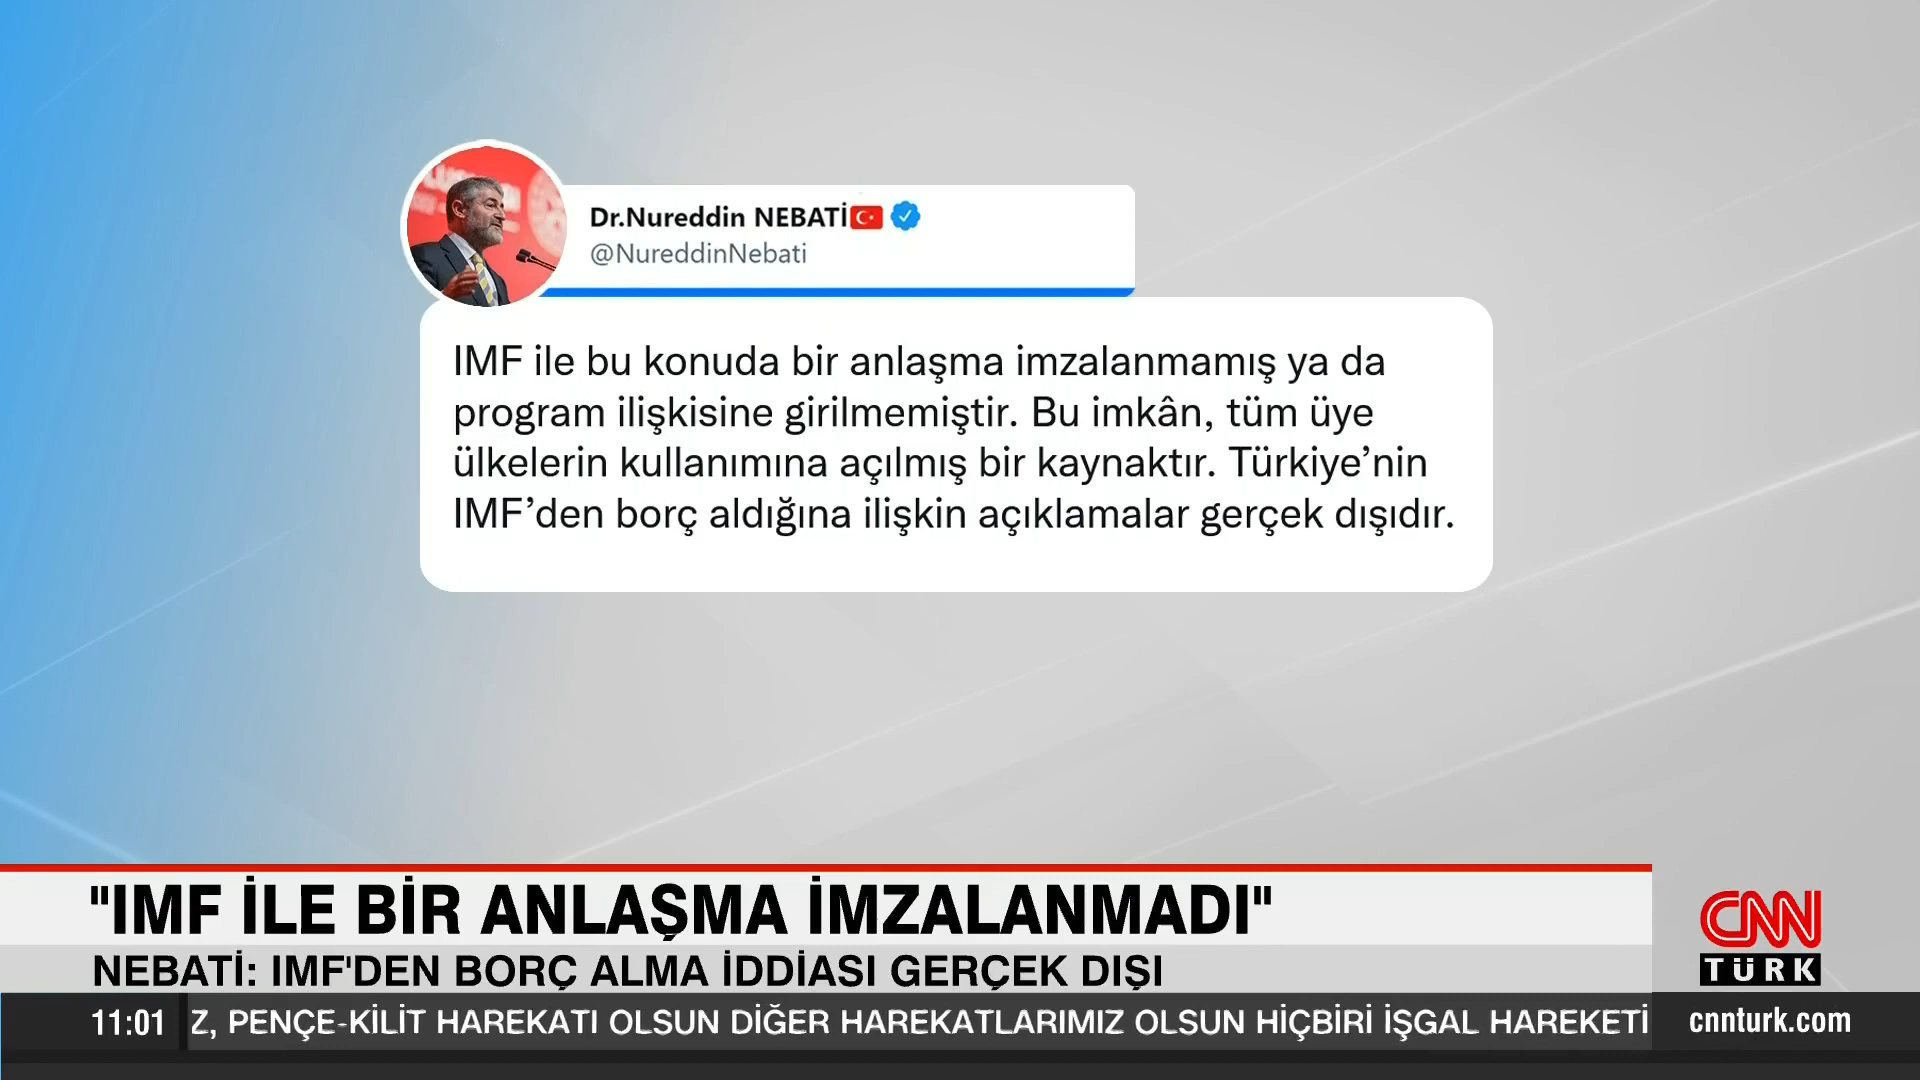 Dr.Nureddin NEBATİ
@NureddinNebati
IMF ile bu konuda bir anlaşma imzalanmamış ya da
program ilişkisine girilmemiştir. Bu imkân, tüm üye
ülkelerin kullanımına açılmış bir kaynaktır. Türkiye’nin
IMF’den borç aldığına ilişkin açıklamalar gerçek dışıdır.
"IMF İLE BİR ANLAŞMA İMZALANMADI"
NEBATİ: IMF'DEN BORÇ ALMA İDDİASI GERÇEK DIŞI
CNN
TÜRK
11:01 Z, PENÇE-KİLİT HAREKATI OLSUN DİĞER HAREKATLARIMIZ OLSUN HİÇBİRİ İŞGAL HAREKETİ
cnnturk.com